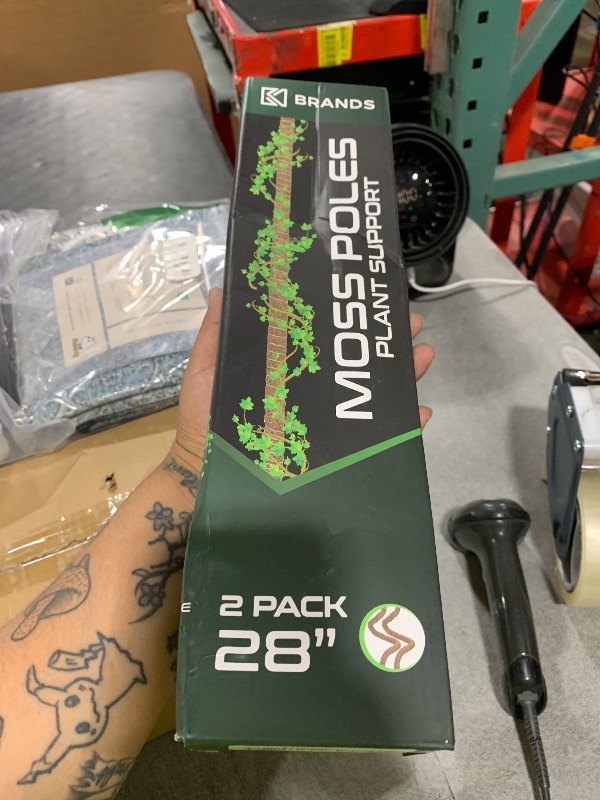 BRANDS
MOSS POLES
PLANT SUPPORT
2 PACK
28”
E